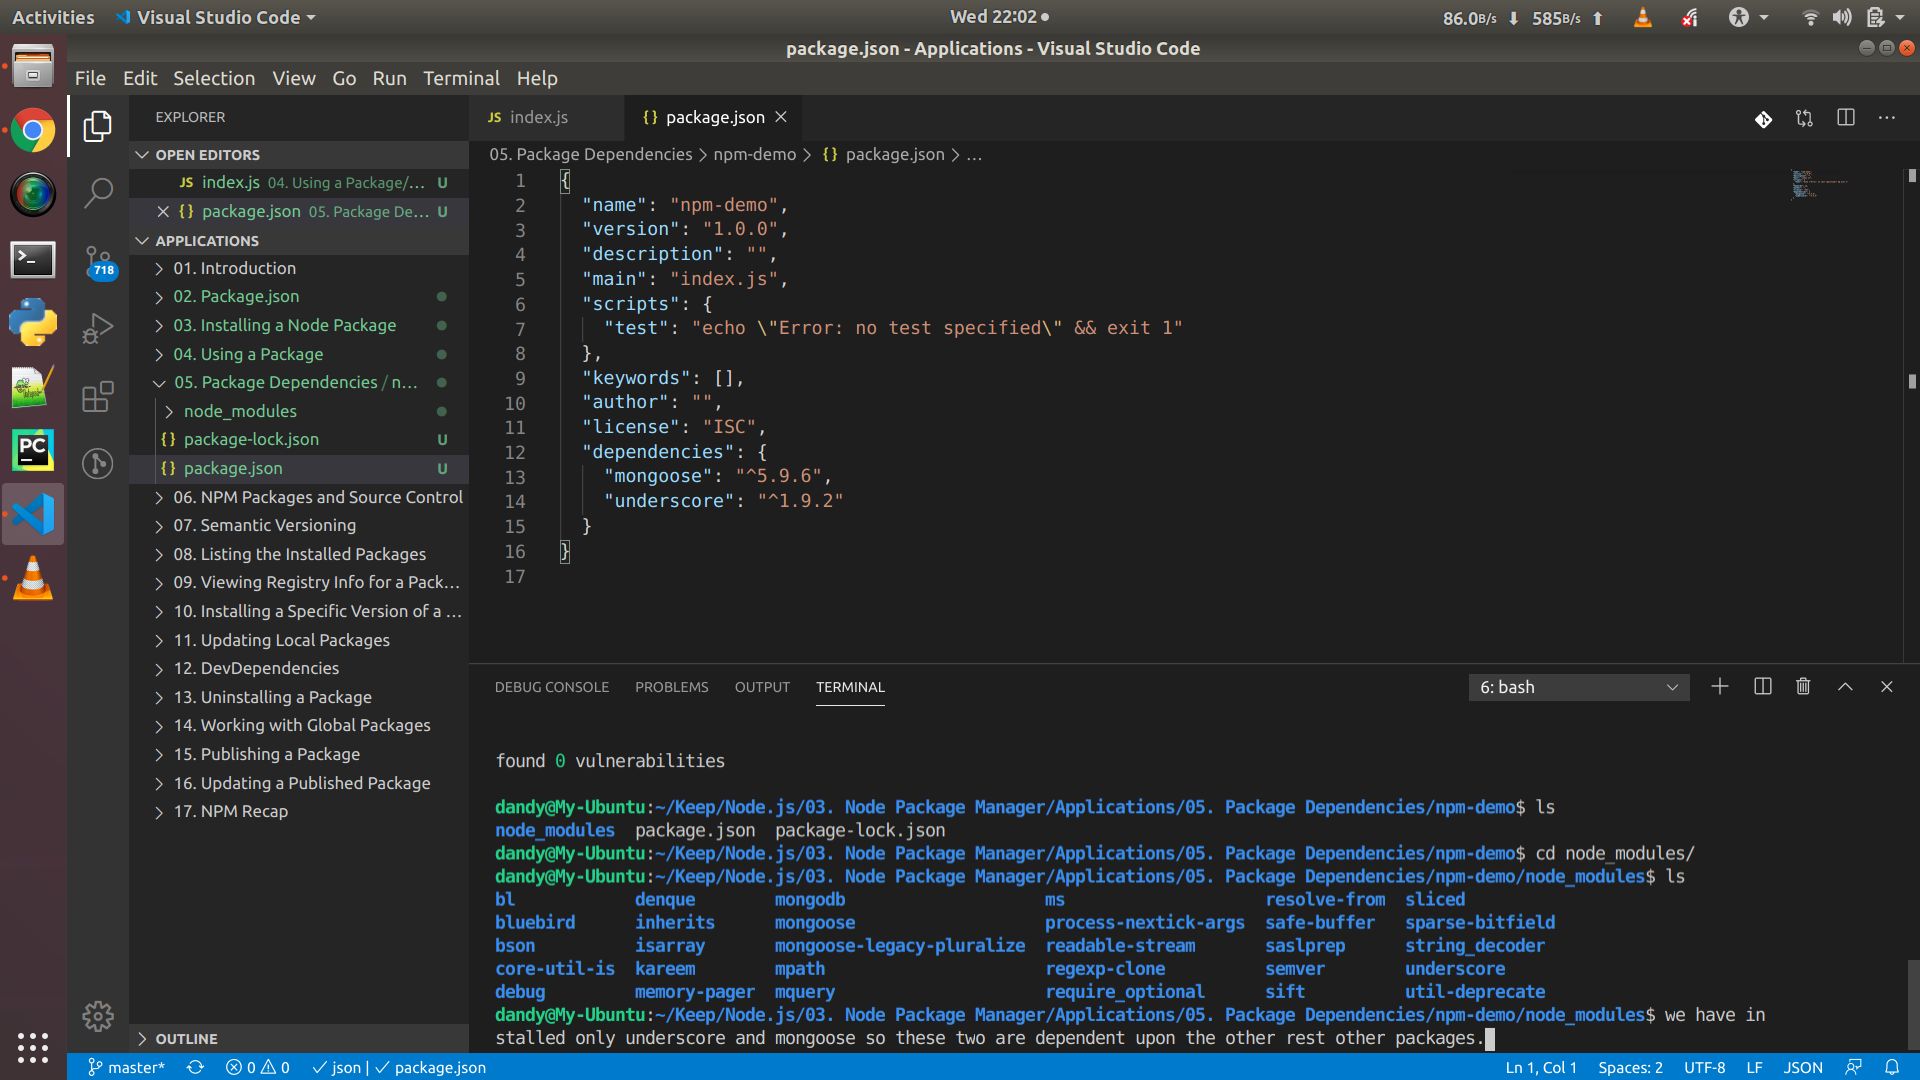 Activities Visual Studio Code Wed 22:02 86.0B/s 585B/s
package.json - Applications - Visual Studio Code
File Edit Selection View Go Run Terminal Help
EXPLORER
OPEN EDITORS
JS index.js 04. Using a Package/... U
{} package.json 05. Package De... U
APPLICATIONS
01. Introduction
02. Package.json
03. Installing a Node Package
04. Using a Package
05. Package Dependencies / n...
node_modules
{} package-lock.json U
{} package.json U
06. NPM Packages and Source Control
07. Semantic Versioning
08. Listing the Installed Packages
09. Viewing Registry Info for a Pack...
10. Installing a Specific Version of a ...
11. Updating Local Packages
12. DevDependencies
13. Uninstalling a Package
14. Working with Global Packages
15. Publishing a Package
16. Updating a Published Package
17. NPM Recap
OUTLINE
718
PC
JS index.js {} package.json
05. Package Dependencies > npm-demo > {} package.json > ...
1 {
2 "name": "npm-demo",
3 "version": "1.0.0",
4 "description": "",
5 "main": "index.js",
6 "scripts": {
7 "test": "echo \"Error: no test specified\" && exit 1"
8 },
9 "keywords": [],
10 "author": "",
11 "license": "ISC",
12 "dependencies": {
13 "mongoose": "^5.9.6",
14 "underscore": "^1.9.2"
15 }
16 }
17
DEBUG CONSOLE PROBLEMS OUTPUT TERMINAL 6: bash
found 0 vulnerabilities
dandy@My-Ubuntu:~/Keep/Node.js/03. Node Package Manager/Applications/05. Package Dependencies/npm-demo$ ls
node_modules package.json package-lock.json
dandy@My-Ubuntu:~/Keep/Node.js/03. Node Package Manager/Applications/05. Package Dependencies/npm-demo$ cd node_modules/
dandy@My-Ubuntu:~/Keep/Node.js/03. Node Package Manager/Applications/05. Package Dependencies/npm-demo/node_modules$ ls
bl denque mongodb ms resolve-from sliced
bluebird inherits mongoose process-nextick-args safe-buffer sparse-bitfield
bson isarray mongoose-legacy-pluralize readable-stream saslprep string_decoder
core-util-is kareem mpath regexp-clone semver underscore
debug memory-pager mquery require_optional sift util-deprecate
dandy@My-Ubuntu:~/Keep/Node.js/03. Node Package Manager/Applications/05. Package Dependencies/npm-demo/node_modules$ we have in
stalled only underscore and mongoose so these two are dependent upon the other rest other packages.
master* 0 0 json | package.json Ln 1, Col 1 Spaces: 2 UTF-8 LF JSON